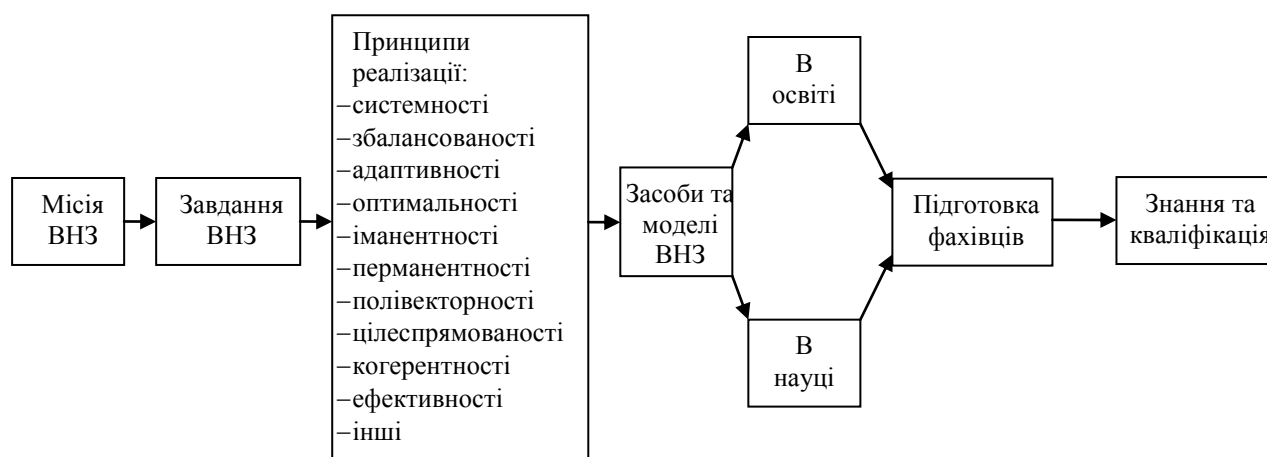 Місія
ВНЗ
Завдання
ВНЗ
Принципи
реалізації:
–системності
–збалансованості
–адаптивності
–оптимальності
–іманентності
–перманентності
–полівекторності
–цілеспрямованості
–когерентності
–ефективності
–інші
Засоби та
моделі
ВНЗ
В
освіті
В
науці
Підготовка
фахівців
Знання та
кваліфікація